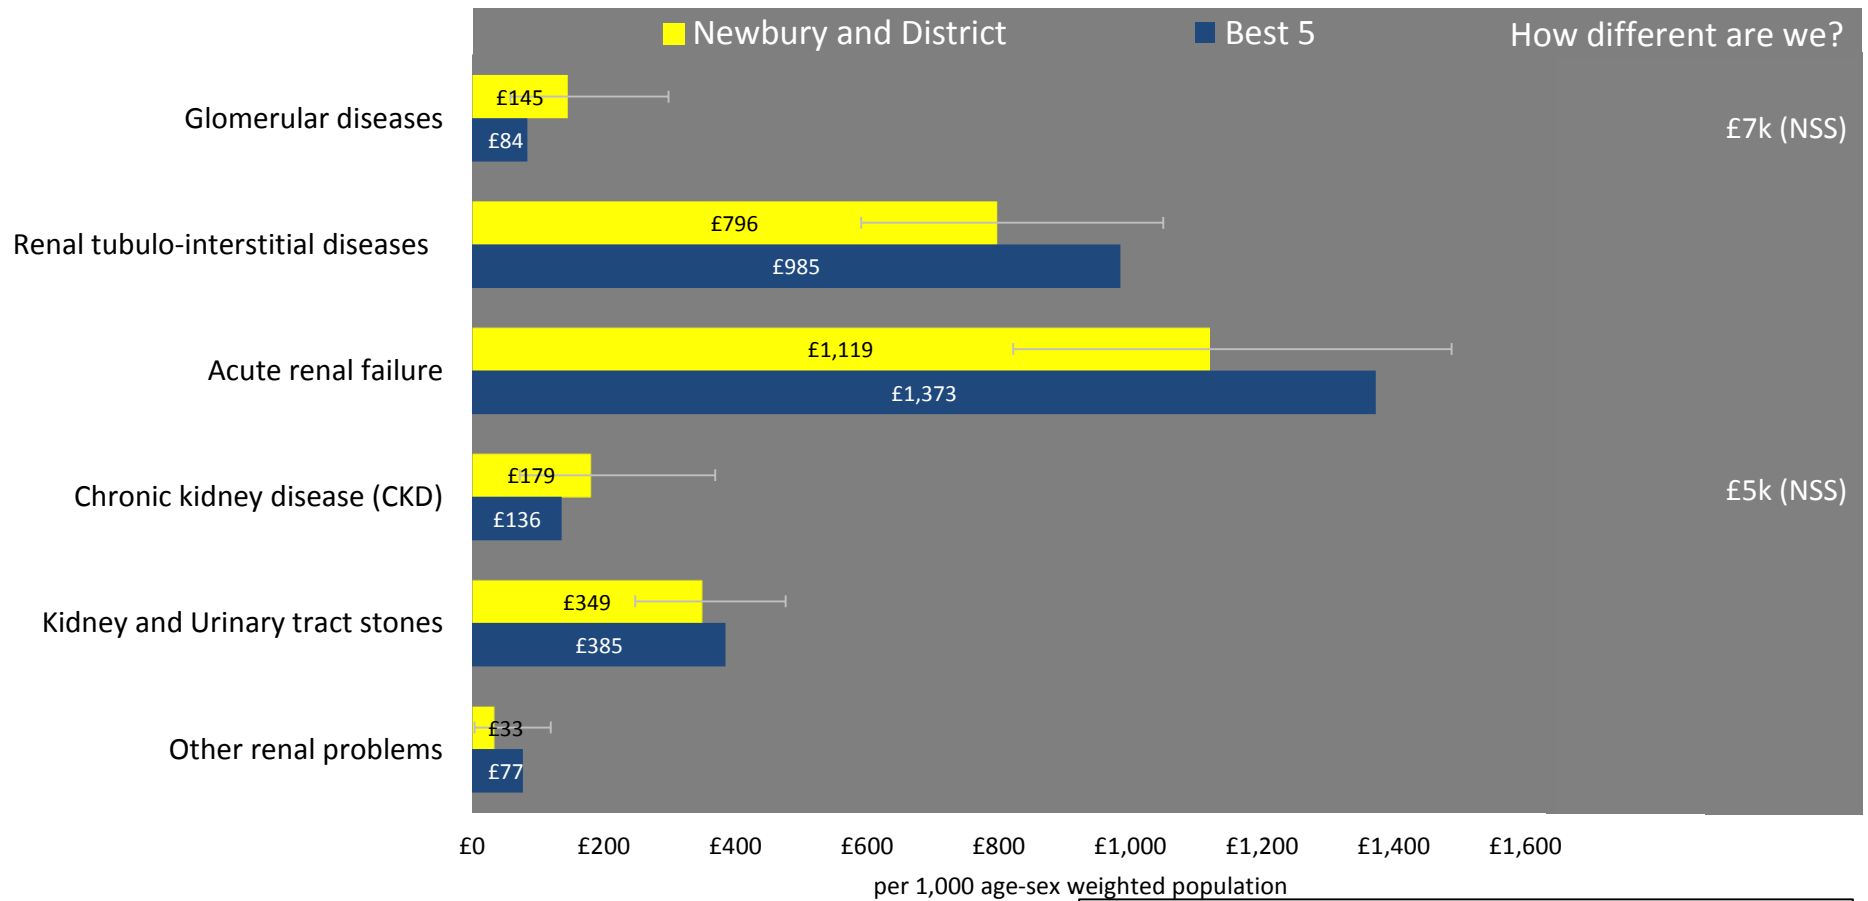 Newbury and District Best 5 How different are we?
Glomerular diseases £145 £84 £7k (NSS)
Renal tubulo-interstitial diseases £796 £985
Acute renal failure £1,119 £1,373
Chronic kidney disease (CKD) £179 £136 £5k (NSS)
Kidney and Urinary tract stones £349 £385
Other renal problems £33 £77
£0 £200 £400 £600 £800 £1,000 £1,200 £1,400 £1,600
per 1,000 age-sex weighted population